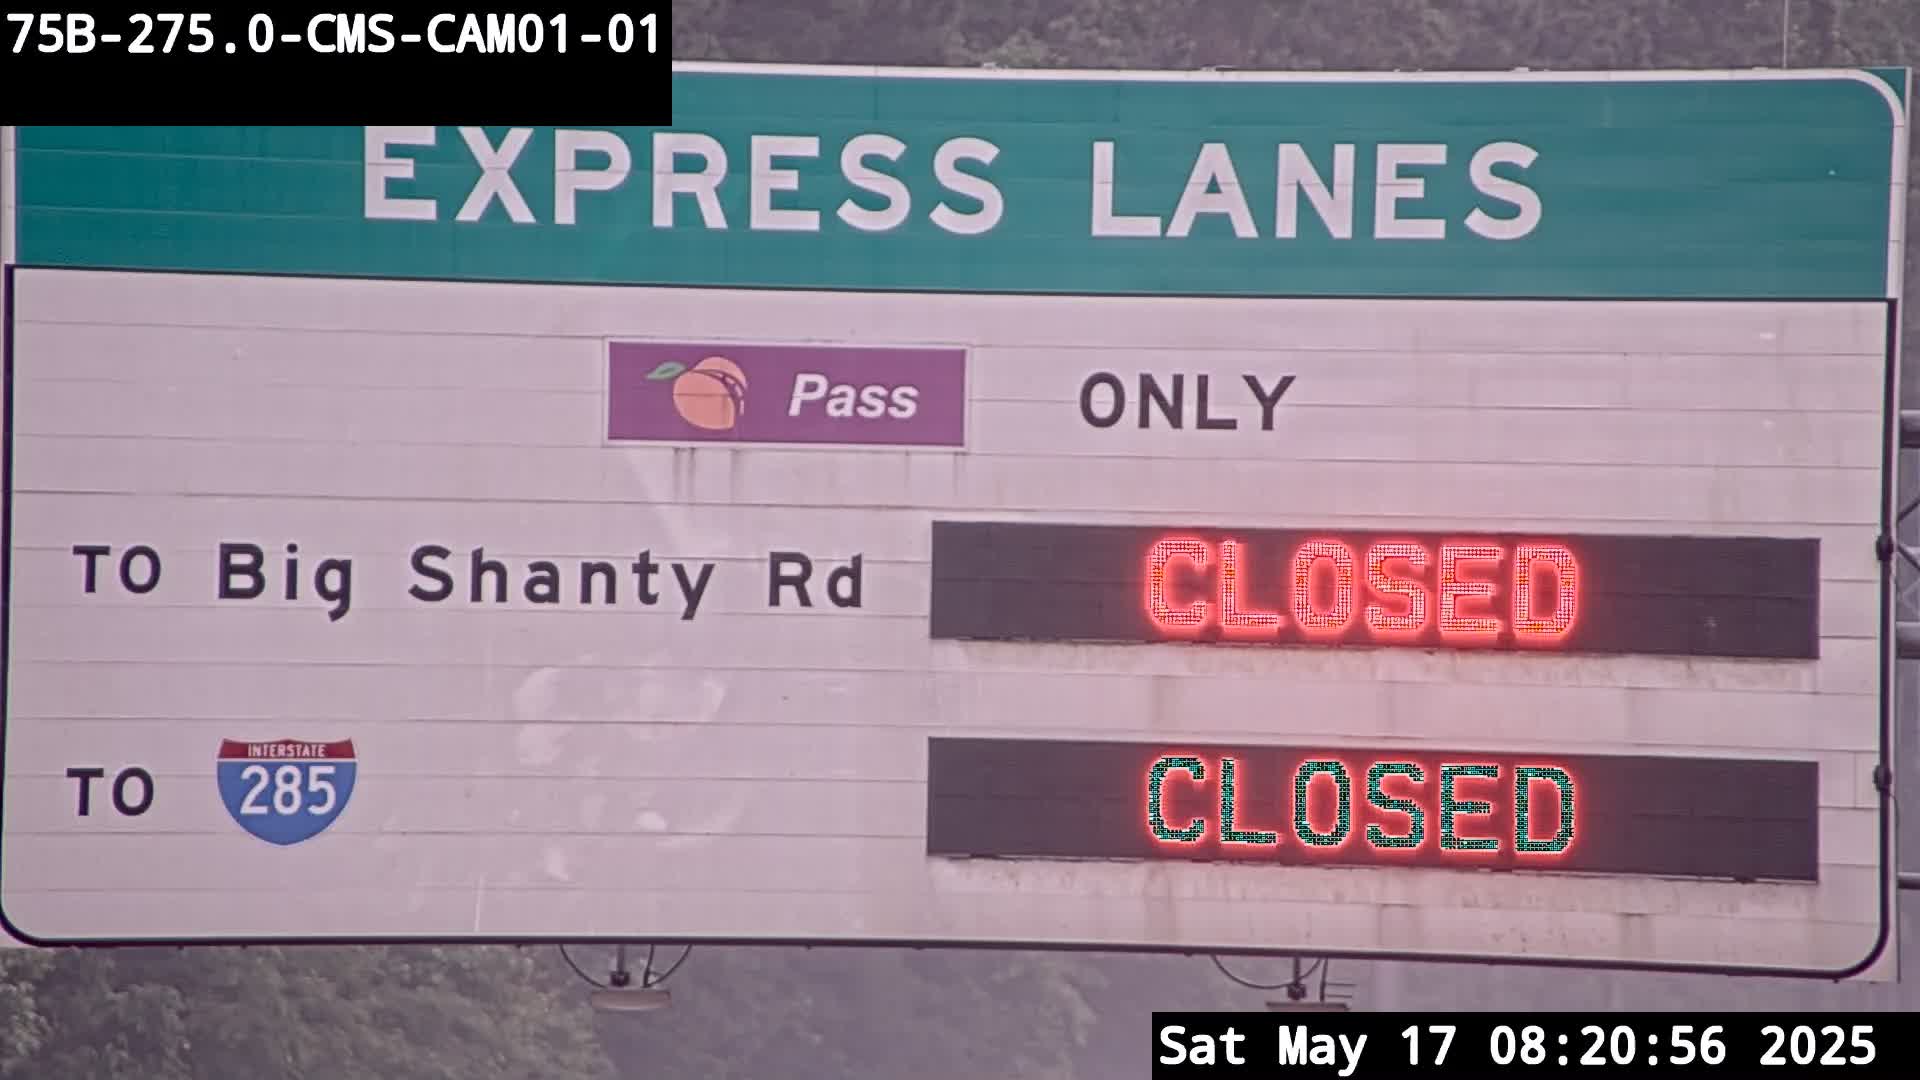 75B-275.0-CMS-CAM01-01
EXPRESS LANES
Pass ONLY
TO Big Shanty Rd CLOSED
TO INTERSTATE 285 CLOSED
Sat May 17 08:20:56 2025